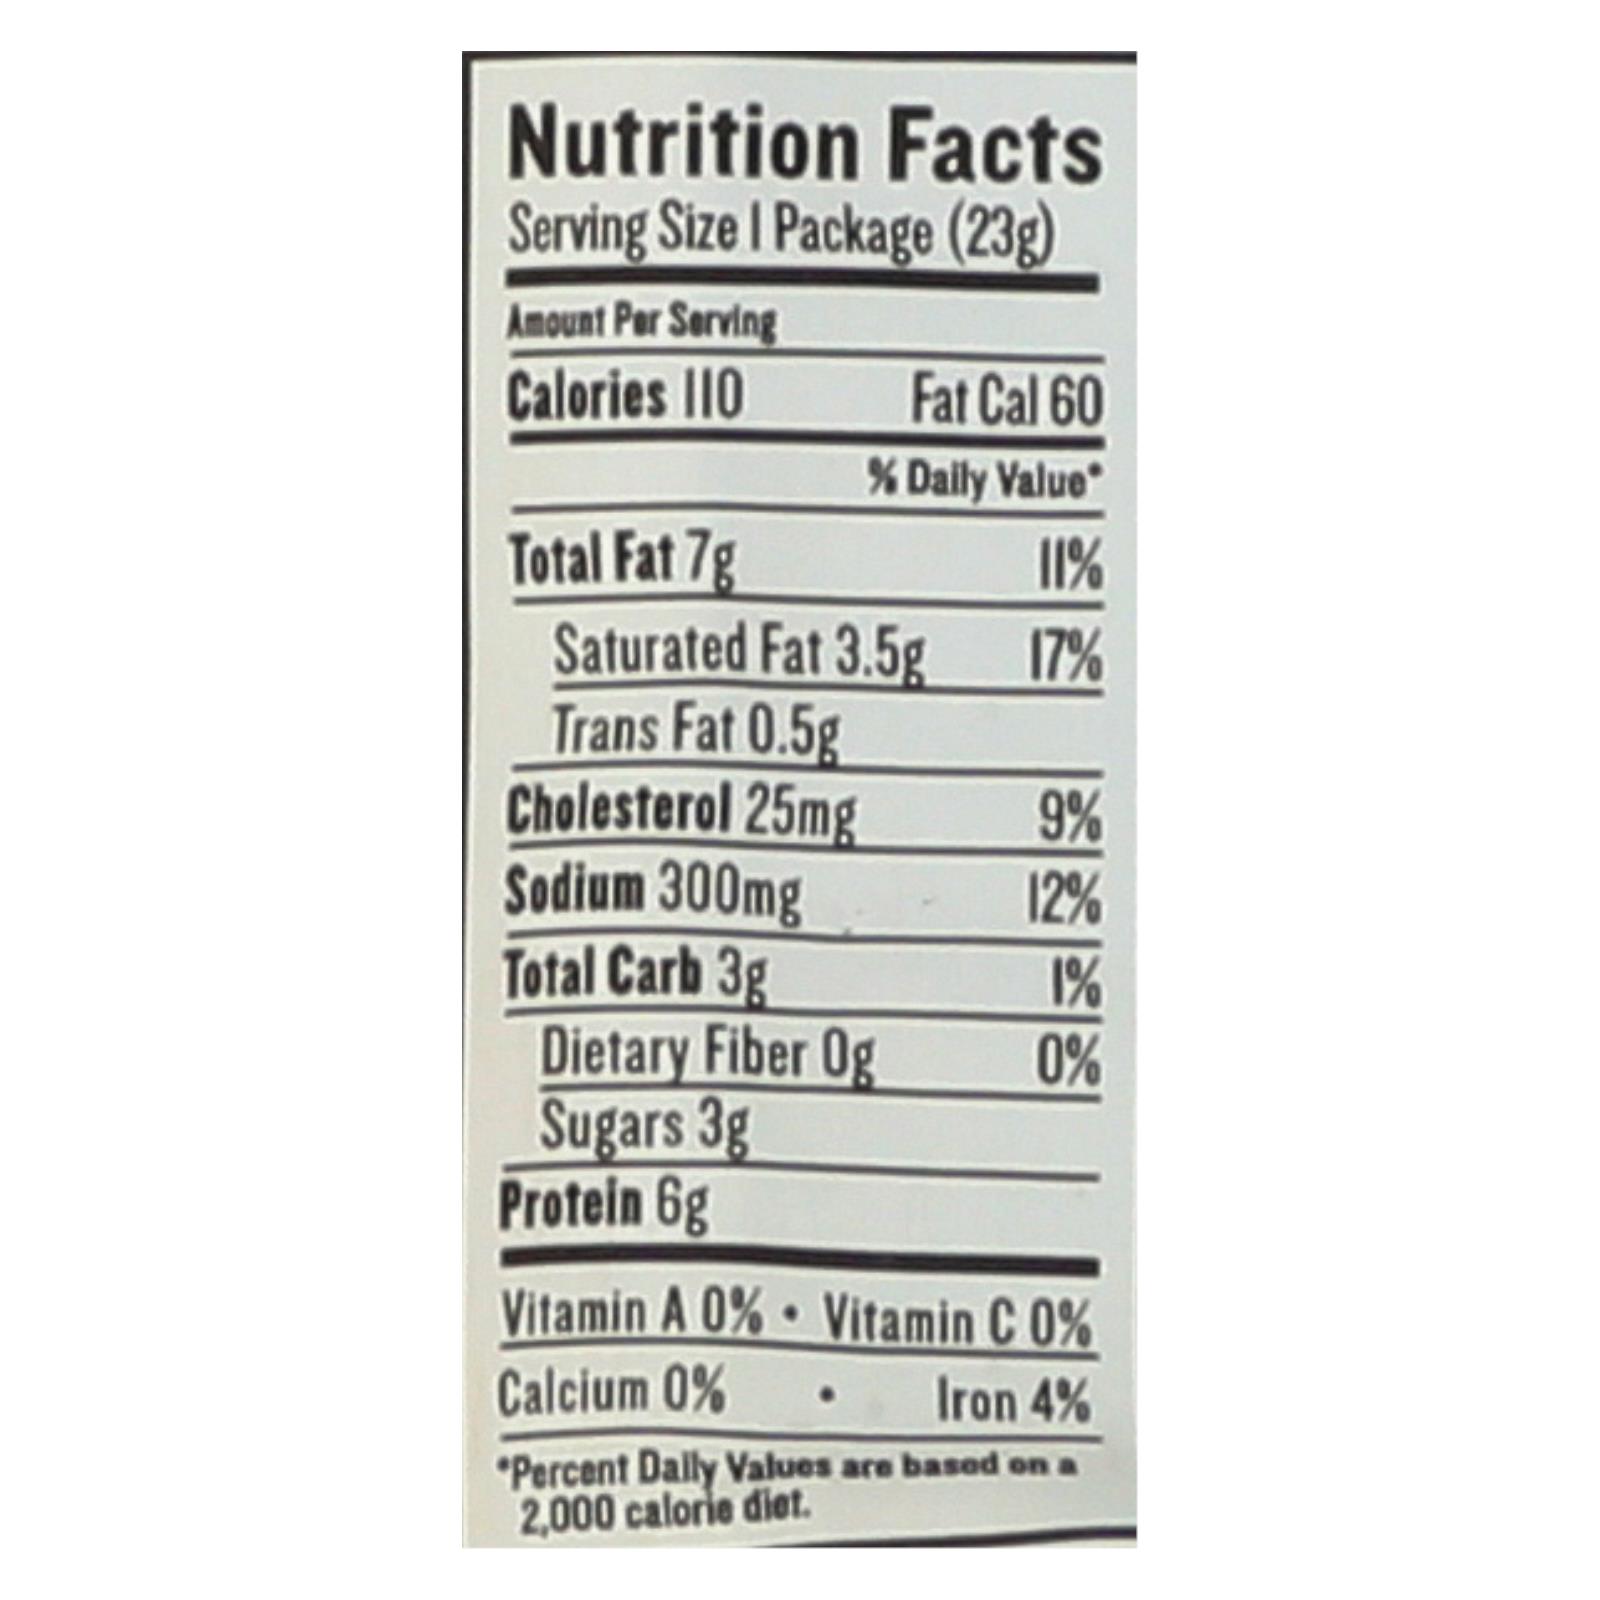 Nutrition Facts
Serving Size 1 Package (23g)
Amount Per Serving
Calories 110 Fat Cal 60
% Daily Value*
Total Fat 7g 11%
Saturated Fat 3.5g 17%
Trans Fat 0.5g
Cholesterol 25mg 9%
Sodium 300mg 12%
Total Carb 3g 1%
Dietary Fiber 0g 0%
Sugars 3g
Protein 6g
Vitamin A 0% • Vitamin C 0%
Calcium 0% • Iron 4%
*Percent Daily Values are based on a
2,000 calorie diet.